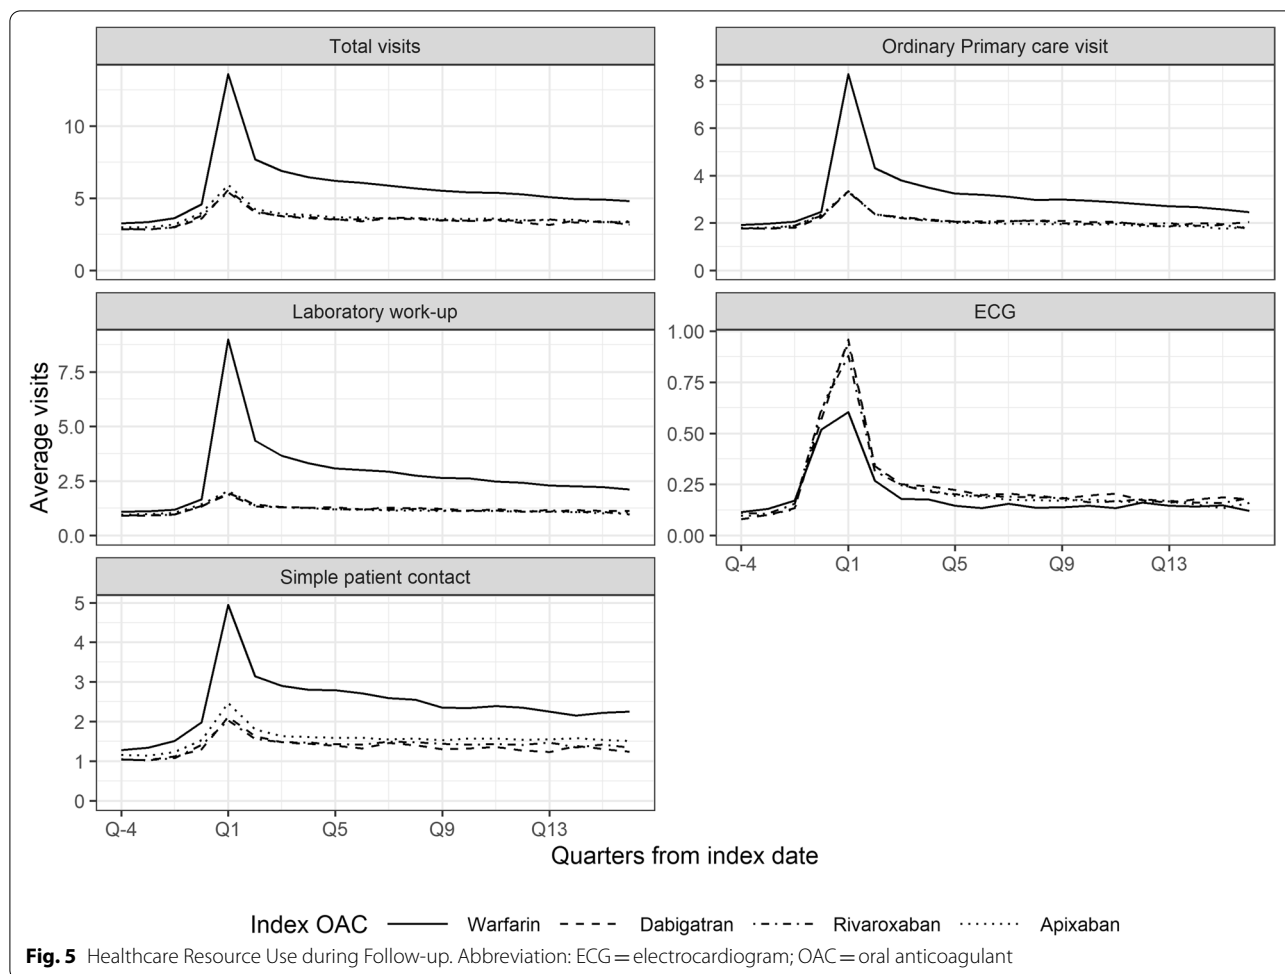 Total visits
Ordinary Primary care visit
10
5
0
8
6
4
2
0
Laboratory work-up
ECG
7.5
5.0
2.5
0.0
1.00
0.75
0.50
0.25
0.00
Q-4 Q1 Q5 Q9 Q13
Simple patient contact
5
4
3
2
1
0
Q-4 Q1 Q5 Q9 Q13
Average visits
Quarters from index date
Index OAC Warfarin Dabigatran Rivaroxaban Apixaban
Fig. 5 Healthcare Resource Use during Follow-up. Abbreviation: ECG = electrocardiogram; OAC = oral anticoagulant